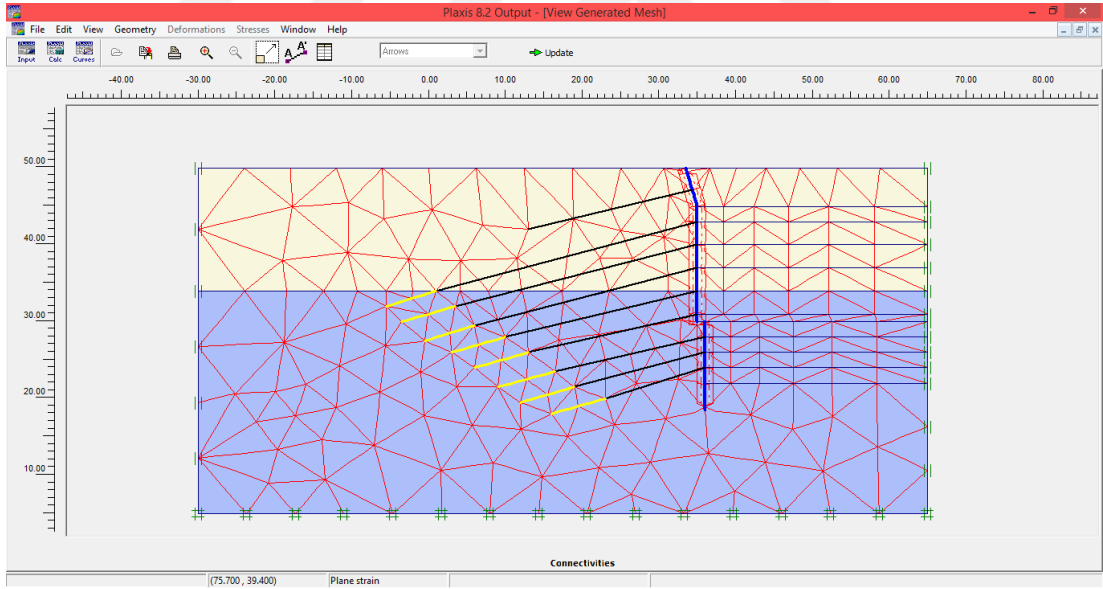 Plaxis 8.2 Output - [View Generated Mesh]
File Edit View Geometry Deformations Stresses Window Help
Input Calc Curves Arrows Update
-40.00 -30.00 -20.00 -10.00 0.00 10.00 20.00 30.00 40.00 50.00 60.00 70.00 80.00
50.00
40.00
30.00
20.00
10.00
Connectivities
(75.700 , 39.400) Plane strain